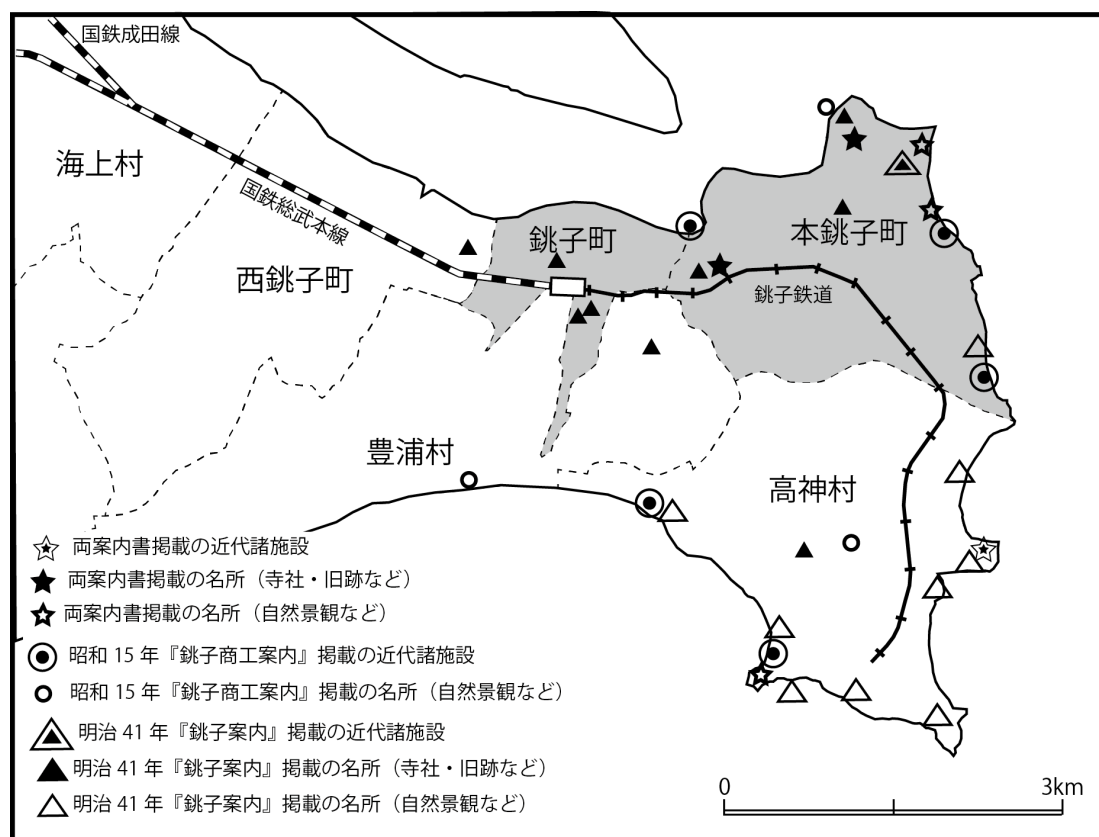 国鉄成田線
海上村
国鉄総武本線
西銚子町
銚子町
本銚子町
銚子鉄道
豊浦村
高神村
両案内書掲載の近代諸施設
両案内書掲載の名所（寺社・旧跡など）
両案内書掲載の名所（自然景観など）
昭和 15 年『銚子商工案内』掲載の近代諸施設
昭和 15 年『銚子商工案内』掲載の名所（自然景観など）
明治 41 年『銚子案内』掲載の近代諸施設
明治 41 年『銚子案内』掲載の名所（寺社・旧跡など）
明治 41 年『銚子案内』掲載の名所（自然景観など）
0 3km